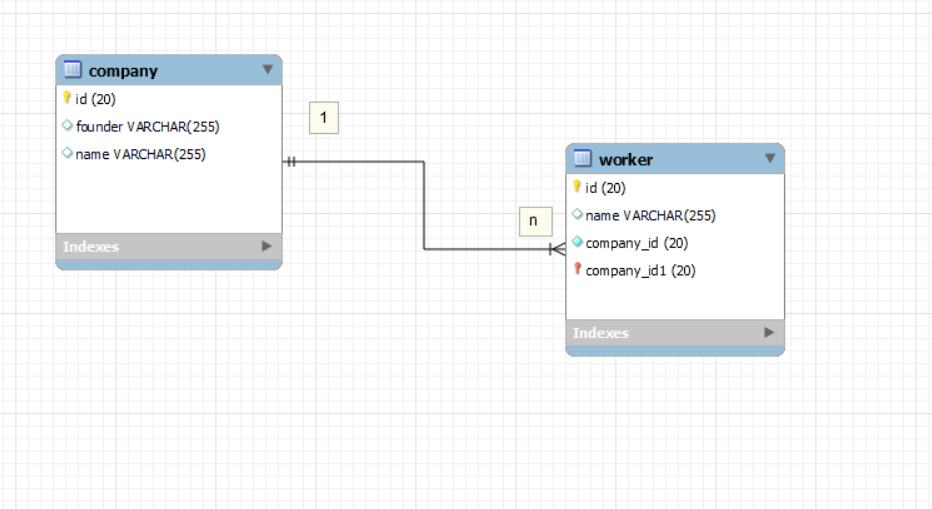 company
id (20)
founder VARCHAR(255)
name VARCHAR(255)
Indexes
1
n
worker
id (20)
name VARCHAR(255)
company_id (20)
company_id1 (20)
Indexes